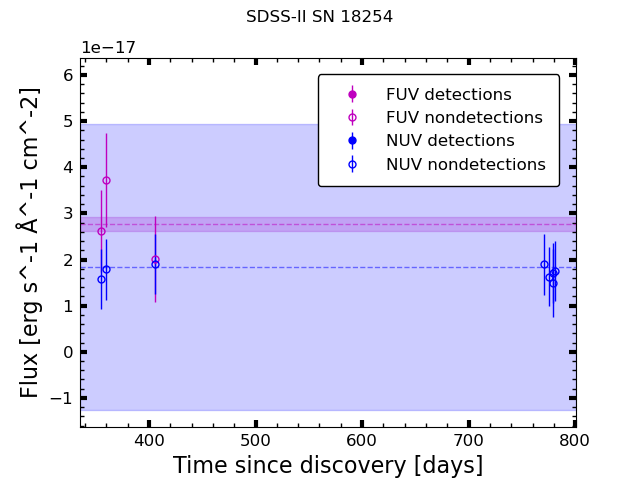 SDSS-II SN 18254
1e−17
6
5
4
3
2
1
0
−1
Flux [erg s^-1 Å^-1 cm^-2]
FUV detections
FUV nondetections
NUV detections
NUV nondetections
400 500 600 700 800
Time since discovery [days]